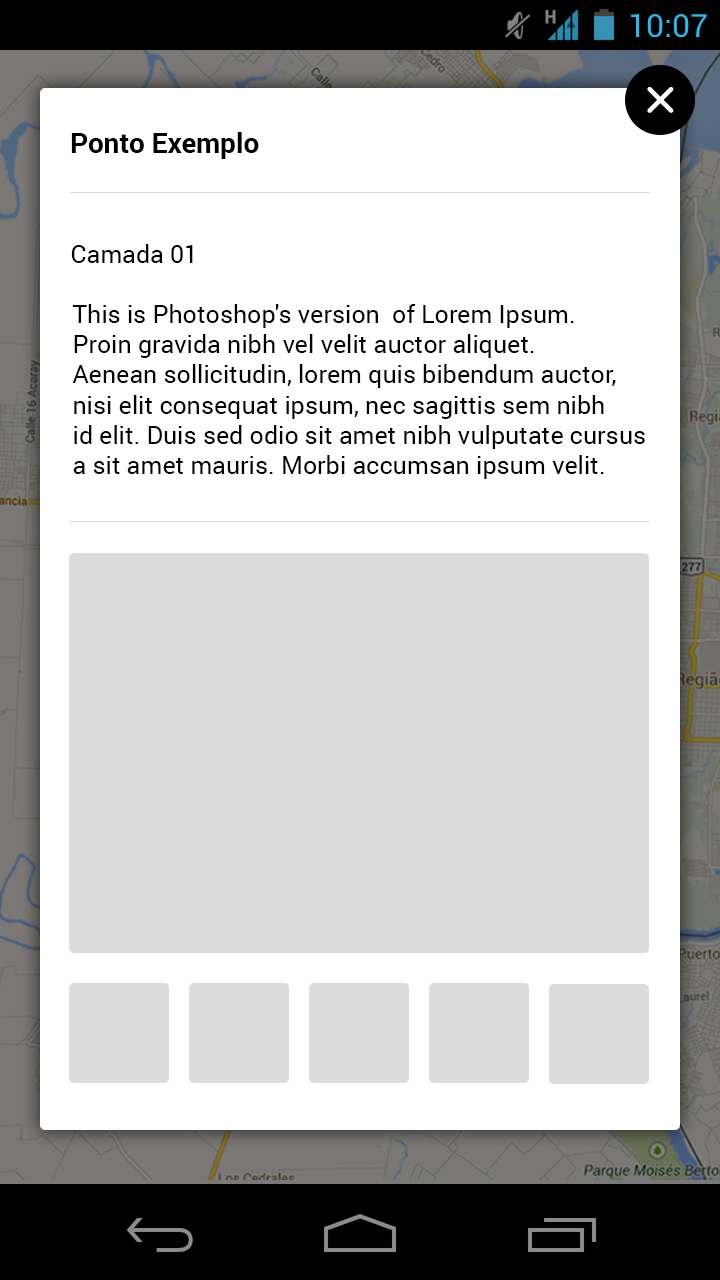 H
10:07
Calle
Cedro
Ponto Exemplo
Camada 01
This is Photoshop's version  of Lorem Ipsum.
Proin gravida nibh vel velit auctor aliquet.
Aenean sollicitudin, lorem quis bibendum auctor,
nisi elit consequat ipsum, nec sagittis sem nibh
id elit. Duis sed odio sit amet nibh vulputate cursus
a sit amet mauris. Morbi accumsan ipsum velit.
Calle 16 Acaray
Regi
ancia
277
Regiã
Puerto
aurel
Los Cedrales
Parque Moisés Berto